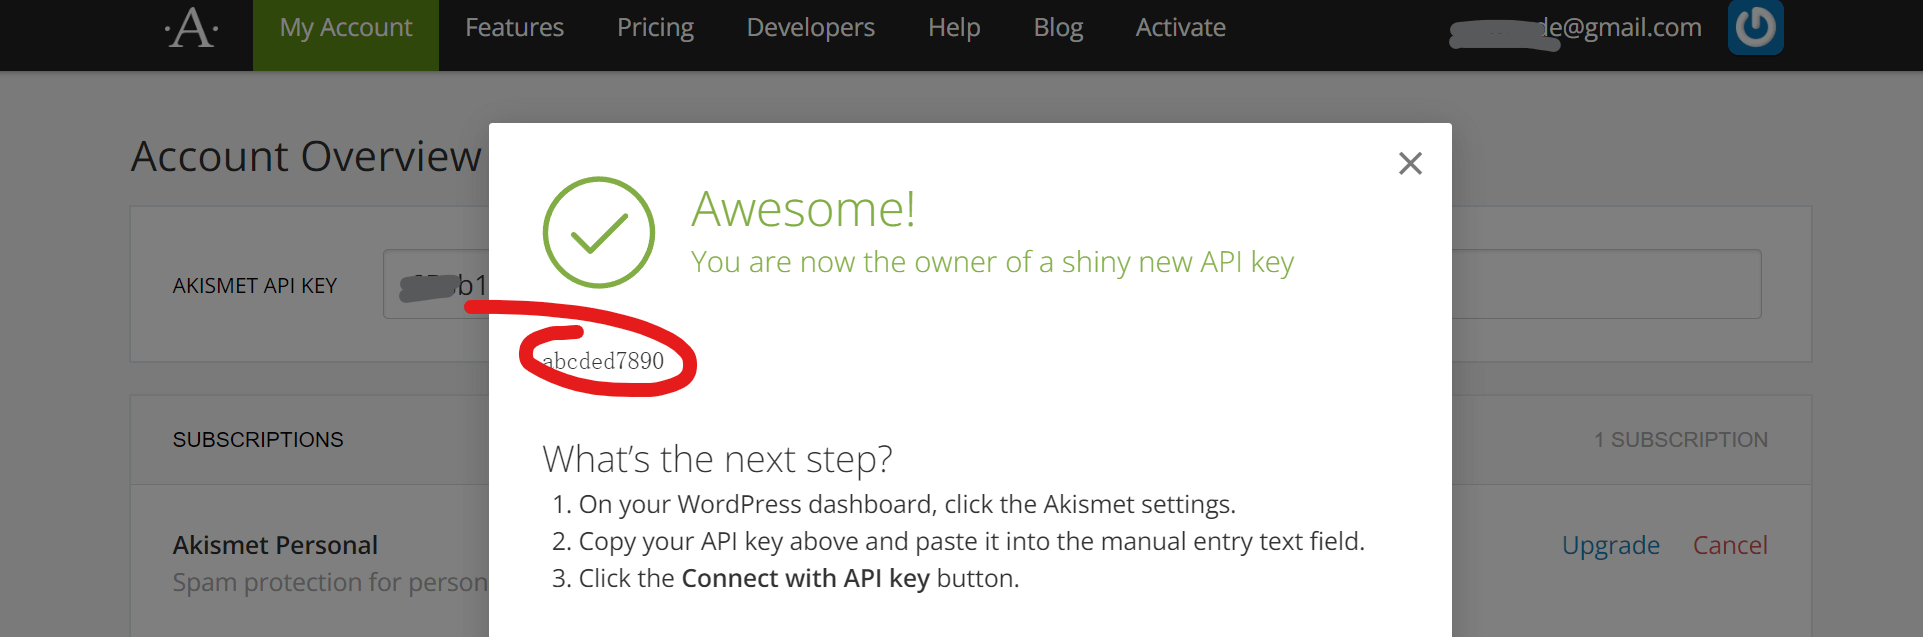 ·A· My Account Features Pricing Developers Help Blog Activate de@gmail.com
Account Overview
Awesome!
You are now the owner of a shiny new API key
AKISMET API KEY b1
abcded7890
SUBSCRIPTIONS 1 SUBSCRIPTION
What’s the next step?
1. On your WordPress dashboard, click the Akismet settings.
2. Copy your API key above and paste it into the manual entry text field.
3. Click the Connect with API key button.
Akismet Personal Upgrade Cancel
Spam protection for person